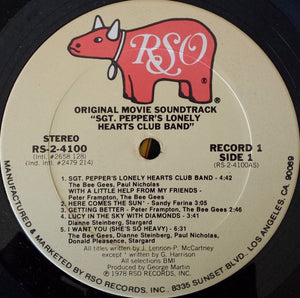 RSO
®
ORIGINAL MOVIE SOUNDTRACK
"SGT. PEPPER'S LONELY
HEARTS CLUB BAND"
STEREO
RS-2-4100
(Intl. #2658 128)
(Ind. Intl. #2479 214)
RECORD 1
SIDE 1
(RS-2-4100AS)
1. SGT. PEPPER'S LONELY HEARTS CLUB BAND - 4:42
The Bee Gees, Paul Nicholas
WITH A LITTLE HELP FROM MY FRIENDS -
Peter Frampton, The Bee Gees
2. HERE COMES THE SUN* - Sandy Farina 3:05
3. GETTING BETTER - Peter Frampton, The Bee Gees 2:46
4. LUCY IN THE SKY WITH DIAMONDS -
Dianne Steinberg, Stargard
5. I WANT YOU (SHE'S SO HEAVY) -
The Bee Gees, Dianne Steinberg, Paul Nicholas,
Donald Pleasence, Stargard
All titles written by J. Lennon-P. McCartney
except * written by G. Harrison
All selections BMI
Produced by George Martin
℗ 1978 RSO RECORDS, INC.
MANUFACTURED & MARKETED BY RSO RECORDS, INC. 8335 SUNSET BLVD., LOS ANGELES, CA. 90069